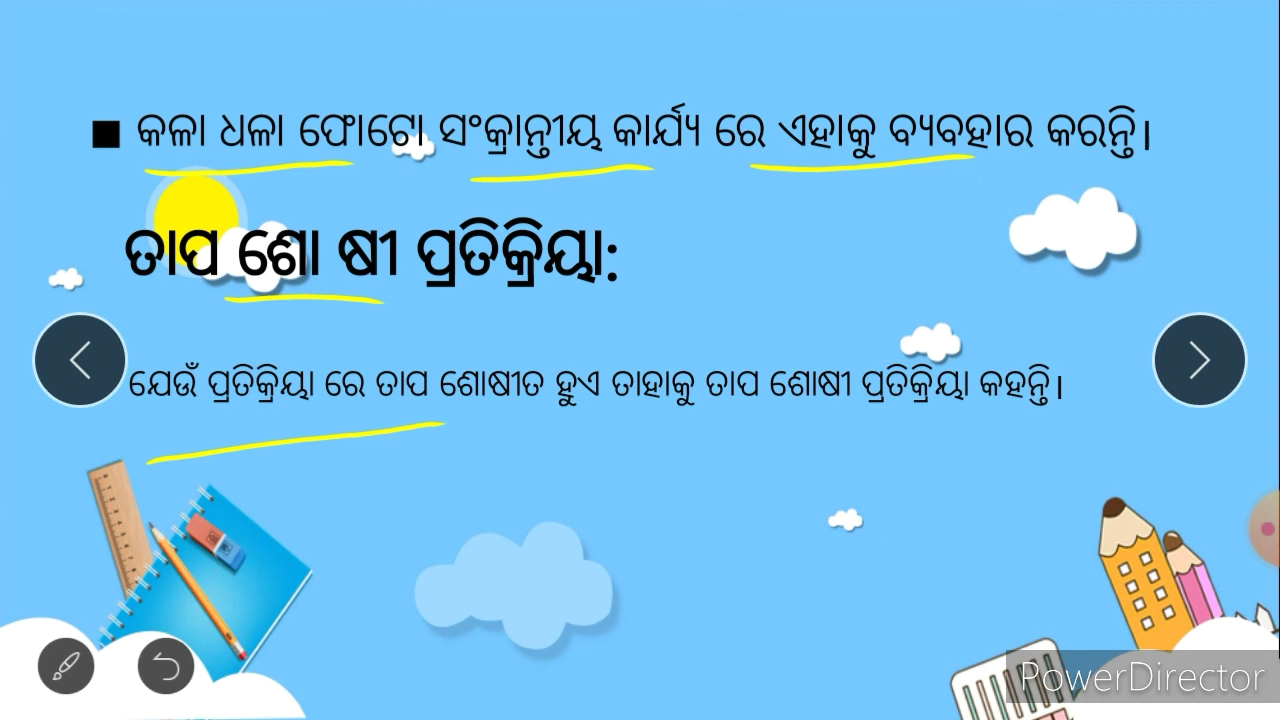 ■ କଳା ଧଳା ଫୋଟୋ ସଂକ୍ରାନ୍ତୀୟ କାର୍ଯ୍ୟ ରେ ଏହାକୁ ବ୍ୟବହାର କରନ୍ତି।
ତାପ ଶୋ ଷୀ ପ୍ରତିକ୍ରିୟା:
ଯେଉଁ ପ୍ରତିକ୍ରିୟା ରେ ତାପ ଶୋଷୀତ ହୁଏ ତାହାକୁ ତାପ ଶୋଷୀ ପ୍ରତିକ୍ରିୟା କହନ୍ତି।
PowerDirector